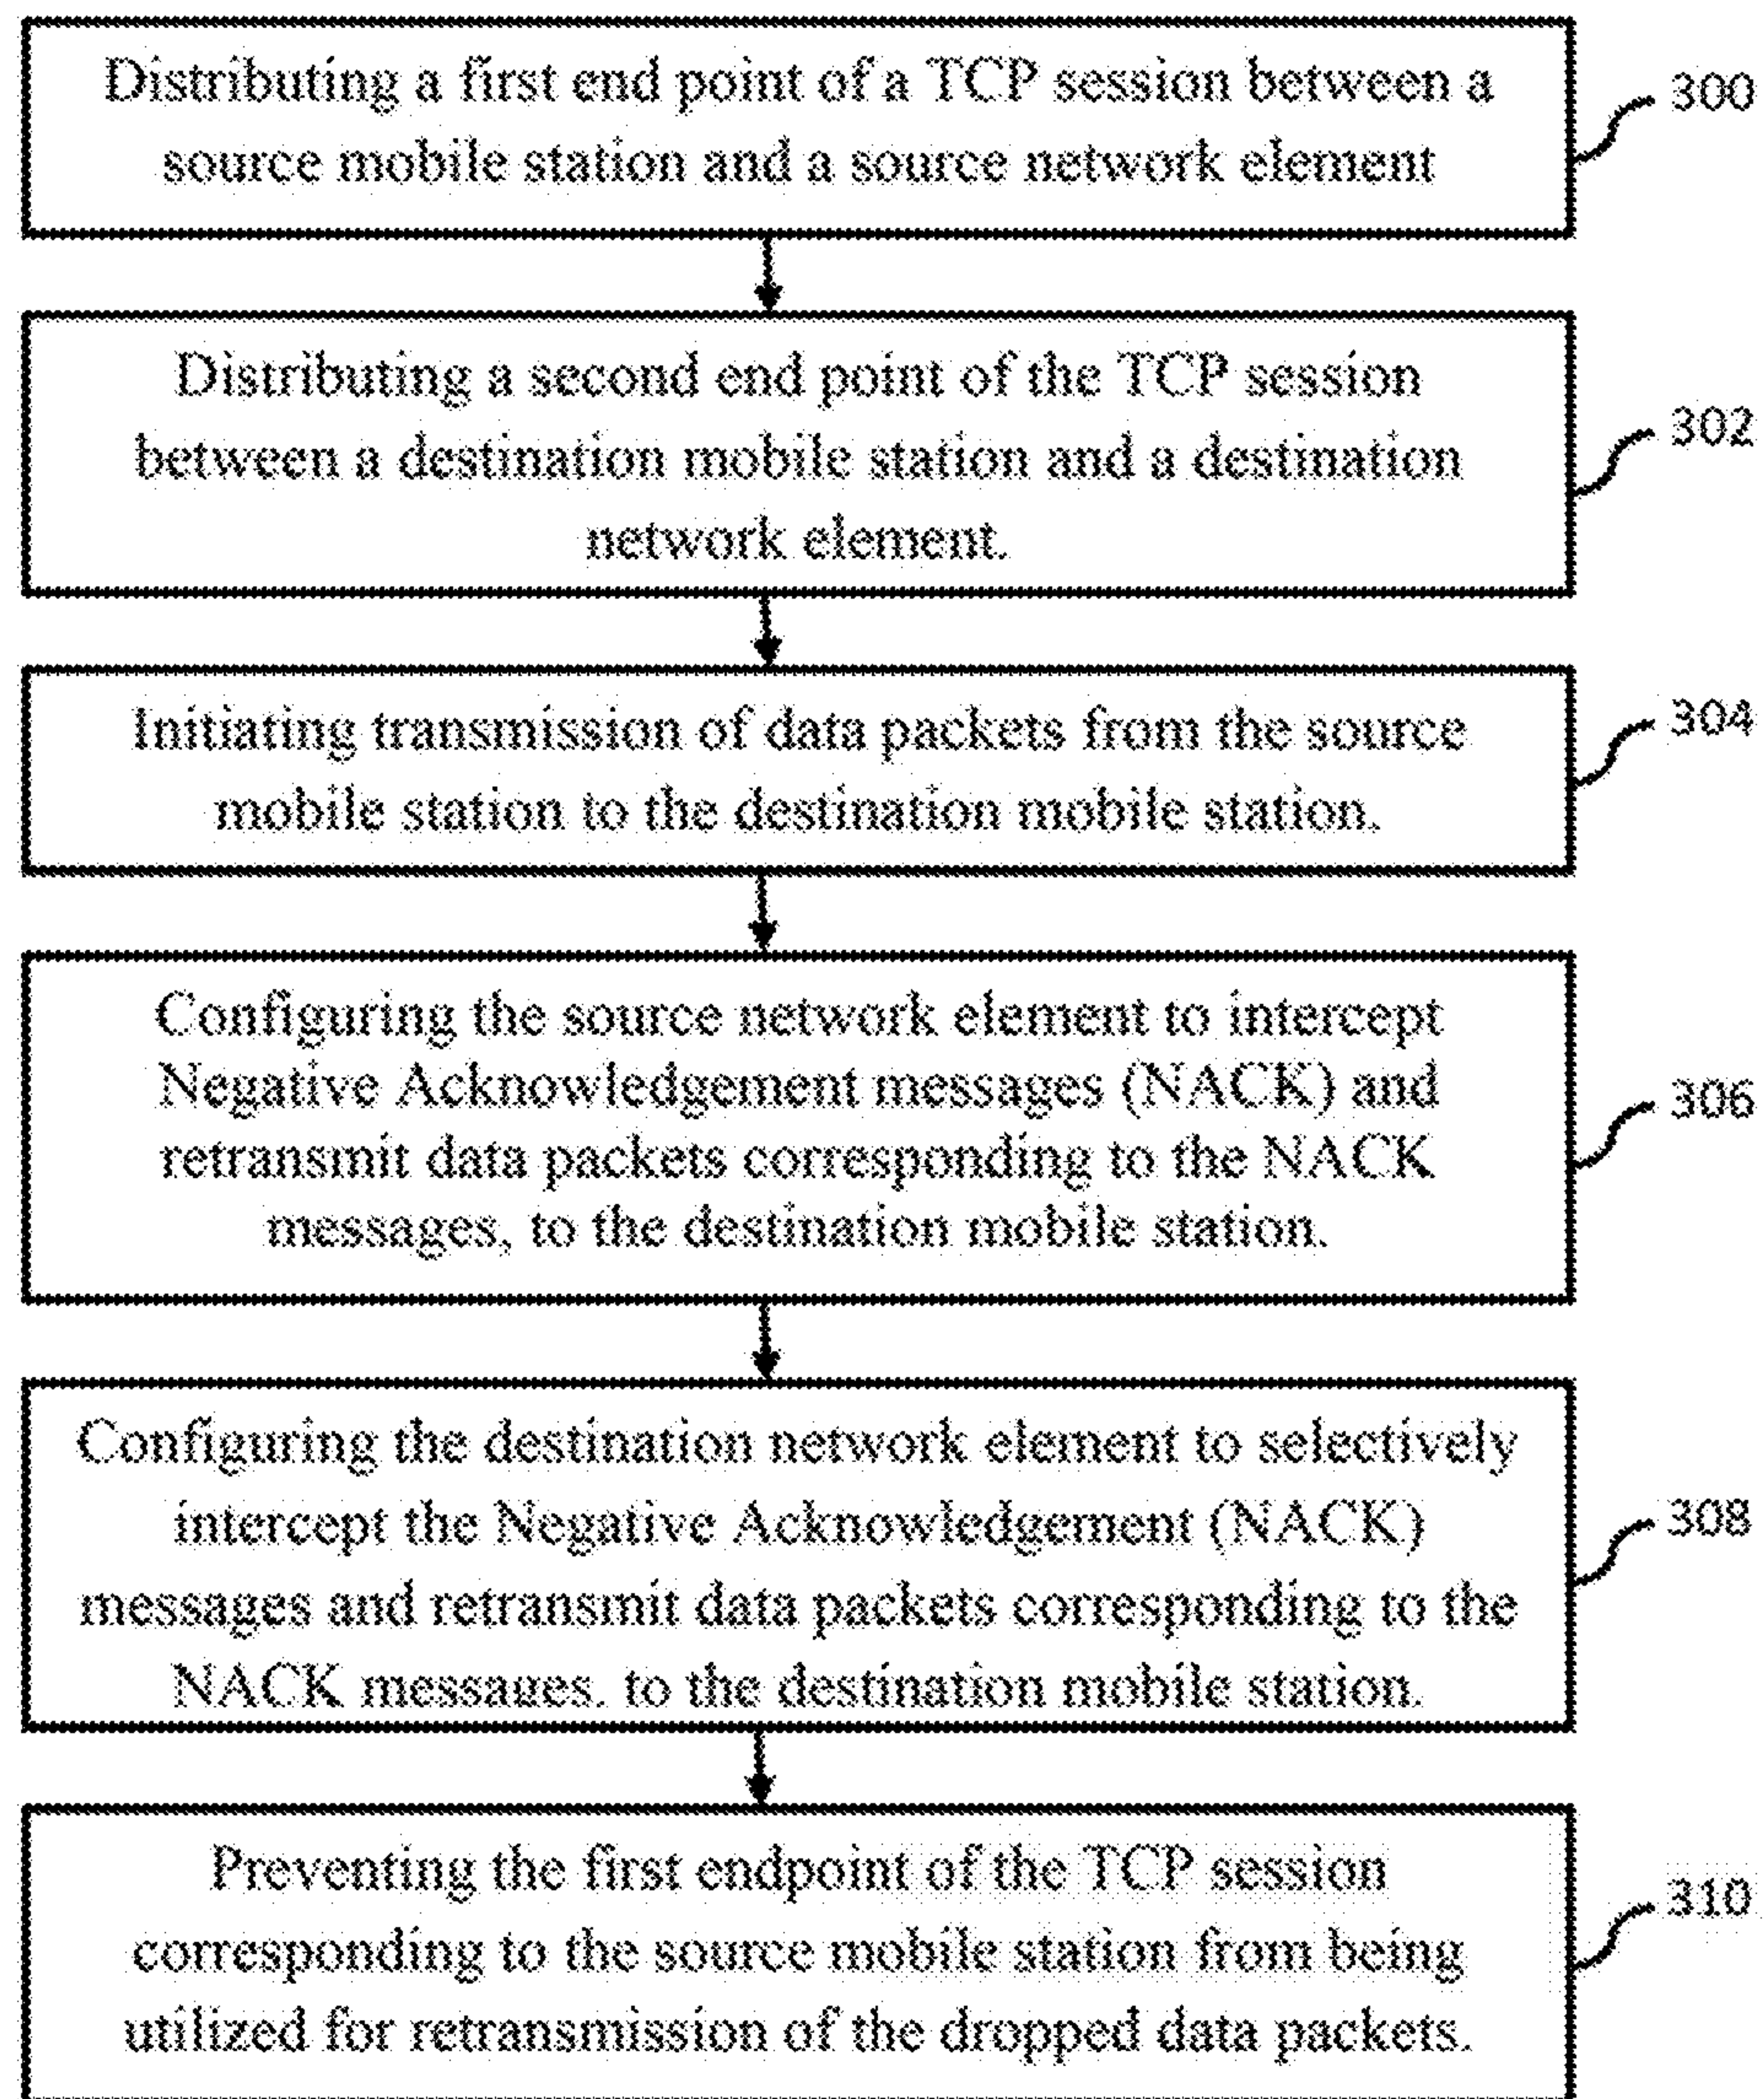 Distributing a first end point of a TCP session between a
source mobile station and a source network element
300
Distributing a second end point of the TCP session
between a destination mobile station and a destination
network element.
302
Initiating transmission of data packets from the source
mobile station to the destination mobile station.
304
Configuring the source network element to intercept
Negative Acknowledgement messages (NACK) and
retransmit data packets corresponding to the NACK
messages, to the destination mobile station.
306
Configuring the destination network element to selectively
intercept the Negative Acknowledgement (NACK)
messages and retransmit data packets corresponding to the
NACK messages. to the destination mobile station.
308
Preventing the first endpoint of the TCP session
corresponding to the source mobile station from being
utilized for retransmission of the dropped data packets.
310